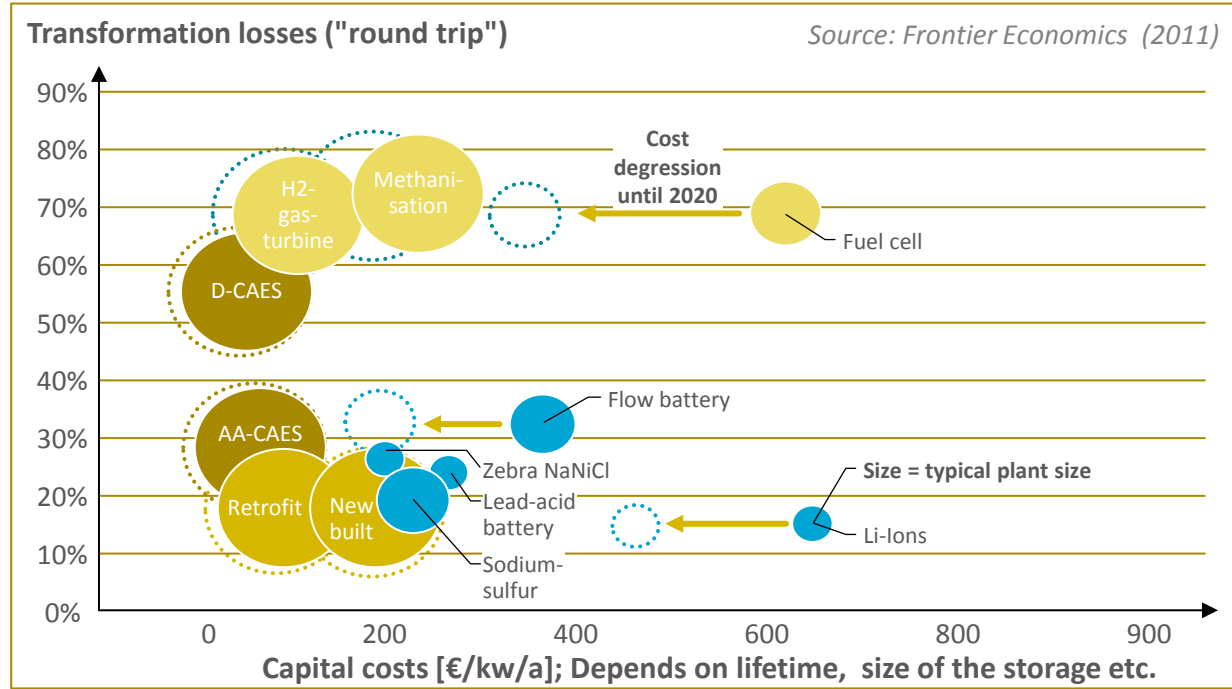 Transformation losses ("round trip")
Source: Frontier Economics (2011)
90%
80%
70%
60%
50%
40%
30%
20%
10%
0%
H2-
gas-
turbine
Methani-
sation
Cost
degression
until 2020
Fuel cell
D-CAES
Flow battery
AA-CAES
Zebra NaNiCl
Size = typical plant size
Retrofit
New
built
Lead-acid
battery
Li-Ions
Sodium-
sulfur
0
200
400
600
800
900
Capital costs [€/kw/a]; Depends on lifetime, size of the storage etc.